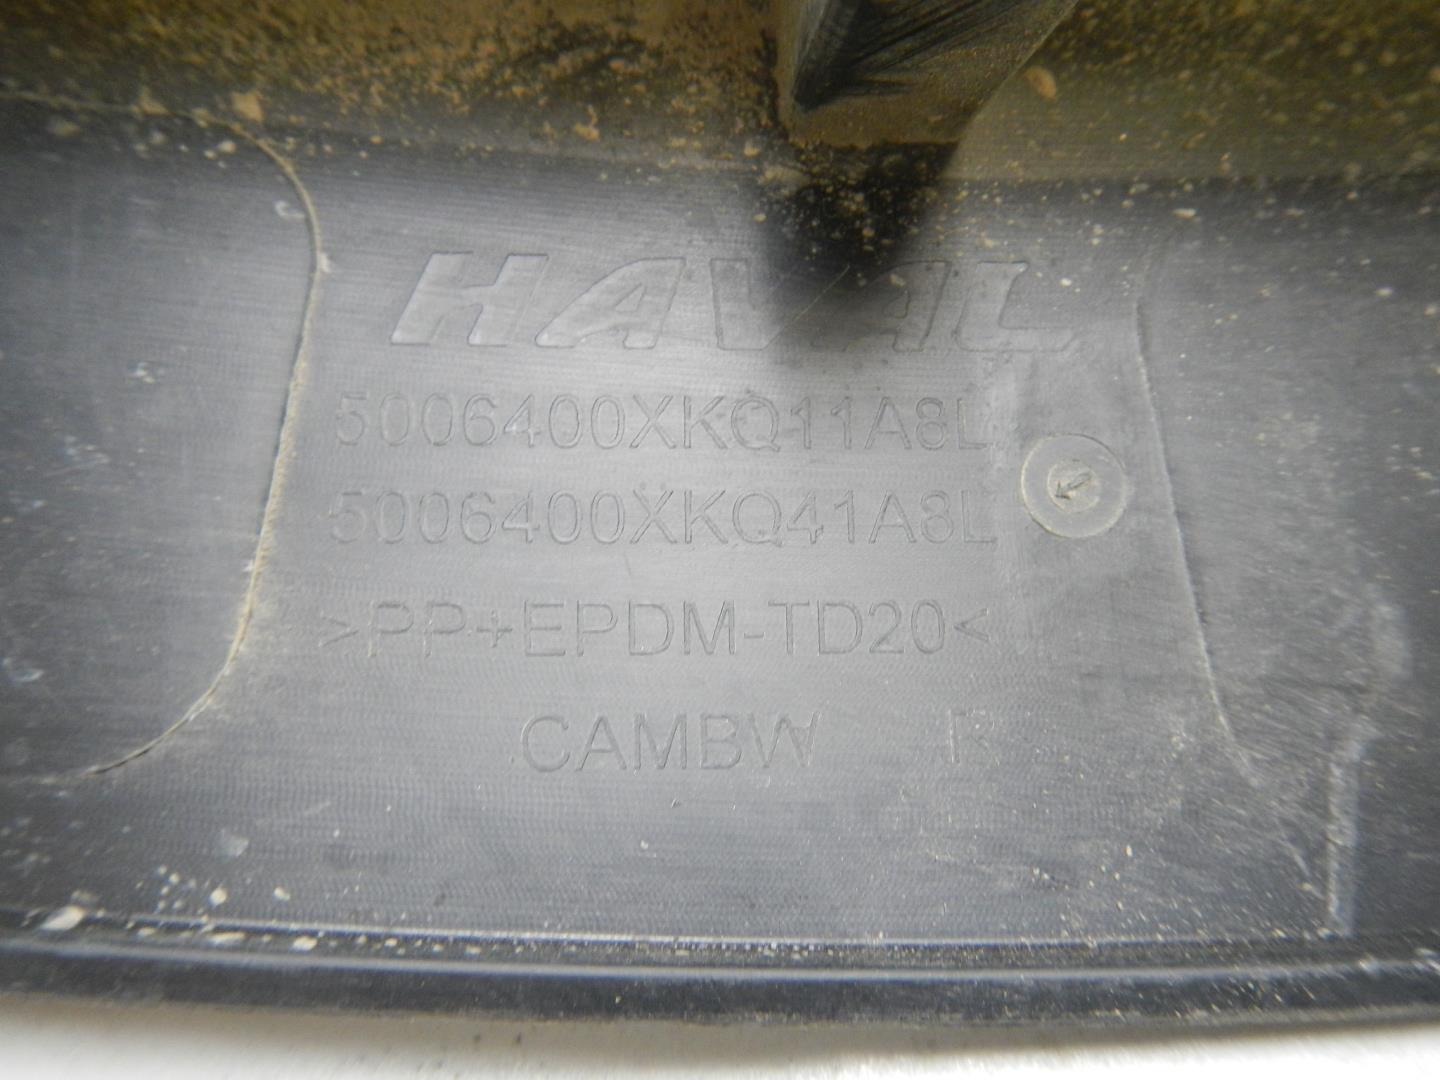 HAVAL
5006400XKQ11A8L
5006400XKQ41A8L
>PP+EPDM-TD20<
CAMBW R